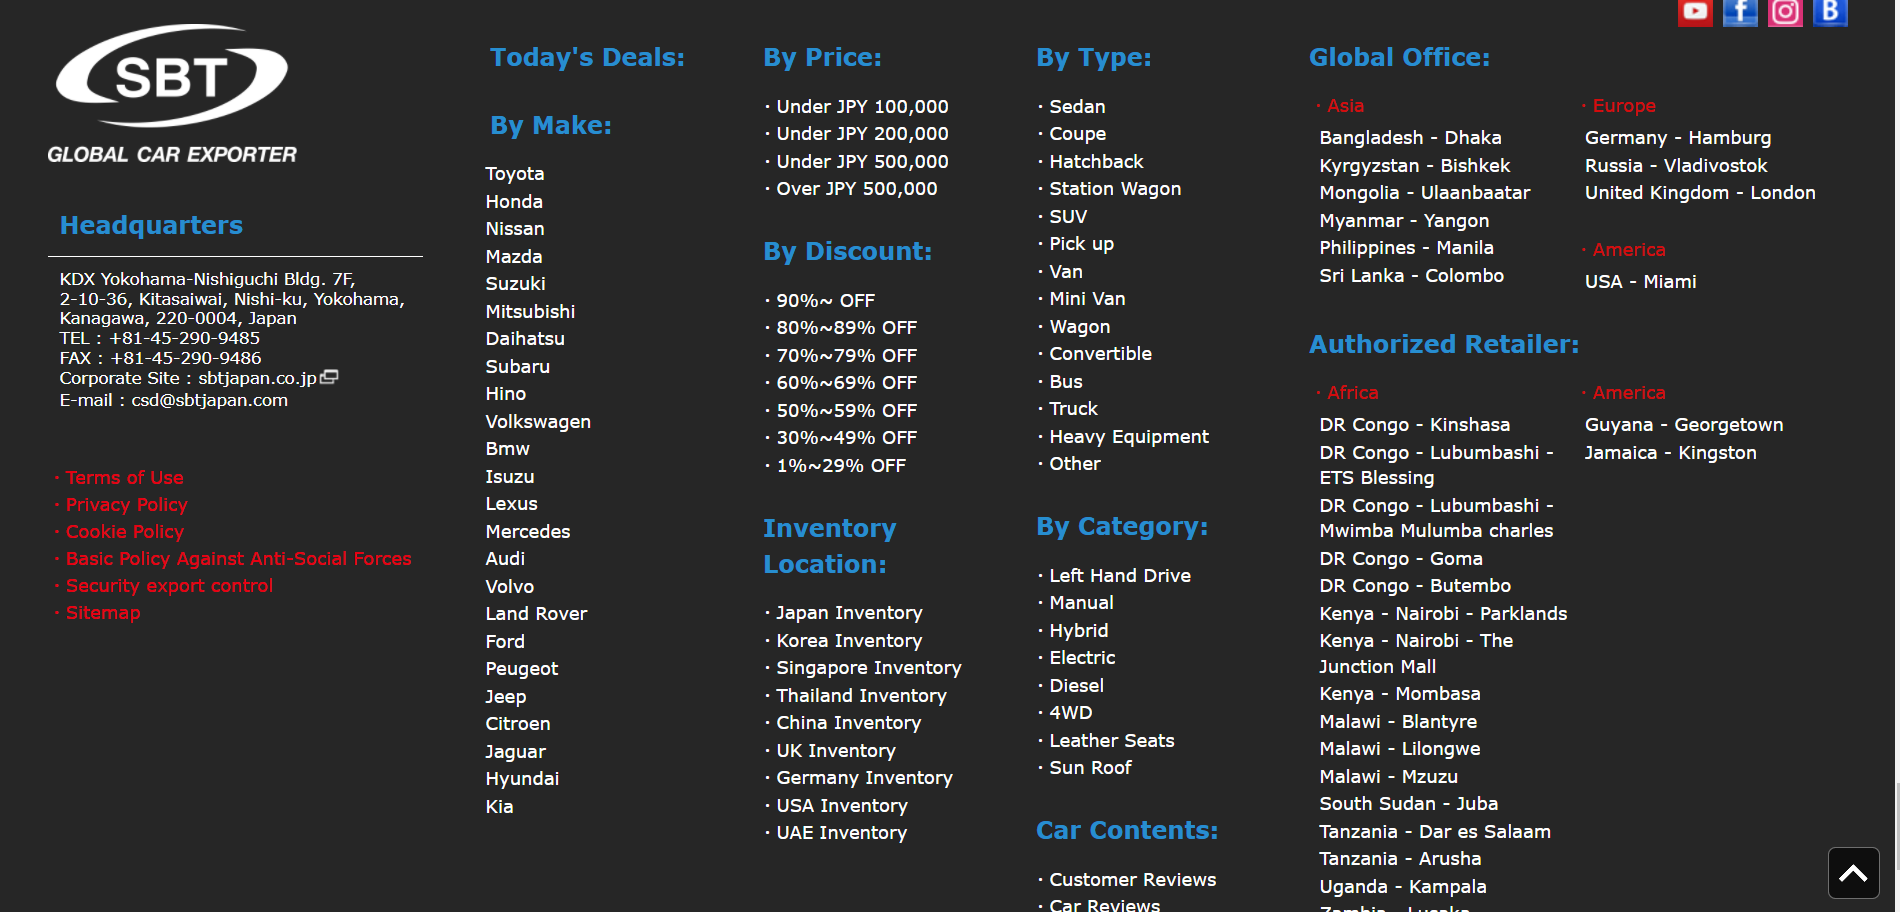 SBT
GLOBAL CAR EXPORTER
Headquarters
KDX Yokohama-Nishiguchi Bldg. 7F,
2-10-36, Kitasaiwai, Nishi-ku, Yokohama,
Kanagawa, 220-0004, Japan
TEL : +81-45-290-9485
FAX : +81-45-290-9486
Corporate Site : sbtjapan.co.jp
E-mail : csd@sbtjapan.com
· Terms of Use
· Privacy Policy
· Cookie Policy
· Basic Policy Against Anti-Social Forces
· Security export control
· Sitemap
Today's Deals:
By Make:
Toyota
Honda
Nissan
Mazda
Suzuki
Mitsubishi
Daihatsu
Subaru
Hino
Volkswagen
Bmw
Isuzu
Lexus
Mercedes
Audi
Volvo
Land Rover
Ford
Peugeot
Jeep
Citroen
Jaguar
Hyundai
Kia
By Price:
· Under JPY 100,000
· Under JPY 200,000
· Under JPY 500,000
· Over JPY 500,000
By Discount:
· 90%~ OFF
· 80%~89% OFF
· 70%~79% OFF
· 60%~69% OFF
· 50%~59% OFF
· 30%~49% OFF
· 1%~29% OFF
Inventory
Location:
· Japan Inventory
· Korea Inventory
· Singapore Inventory
· Thailand Inventory
· China Inventory
· UK Inventory
· Germany Inventory
· USA Inventory
· UAE Inventory
By Type:
· Sedan
· Coupe
· Hatchback
· Station Wagon
· SUV
· Pick up
· Van
· Mini Van
· Wagon
· Convertible
· Bus
· Truck
· Heavy Equipment
· Other
By Category:
· Left Hand Drive
· Manual
· Hybrid
· Electric
· Diesel
· 4WD
· Leather Seats
· Sun Roof
Car Contents:
· Customer Reviews
· Car Reviews
f
B
Global Office:
· Asia
Bangladesh - Dhaka
Kyrgyzstan - Bishkek
Mongolia - Ulaanbaatar
Myanmar - Yangon
Philippines - Manila
Sri Lanka - Colombo
· Europe
Germany - Hamburg
Russia - Vladivostok
United Kingdom - London
· America
USA - Miami
Authorized Retailer:
· Africa
DR Congo - Kinshasa
DR Congo - Lubumbashi -
ETS Blessing
DR Congo - Lubumbashi -
Mwimba Mulumba charles
DR Congo - Goma
DR Congo - Butembo
Kenya - Nairobi - Parklands
Kenya - Nairobi - The
Junction Mall
Kenya - Mombasa
Malawi - Blantyre
Malawi - Lilongwe
Malawi - Mzuzu
South Sudan - Juba
Tanzania - Dar es Salaam
Tanzania - Arusha
Uganda - Kampala
· America
Guyana - Georgetown
Jamaica - Kingston